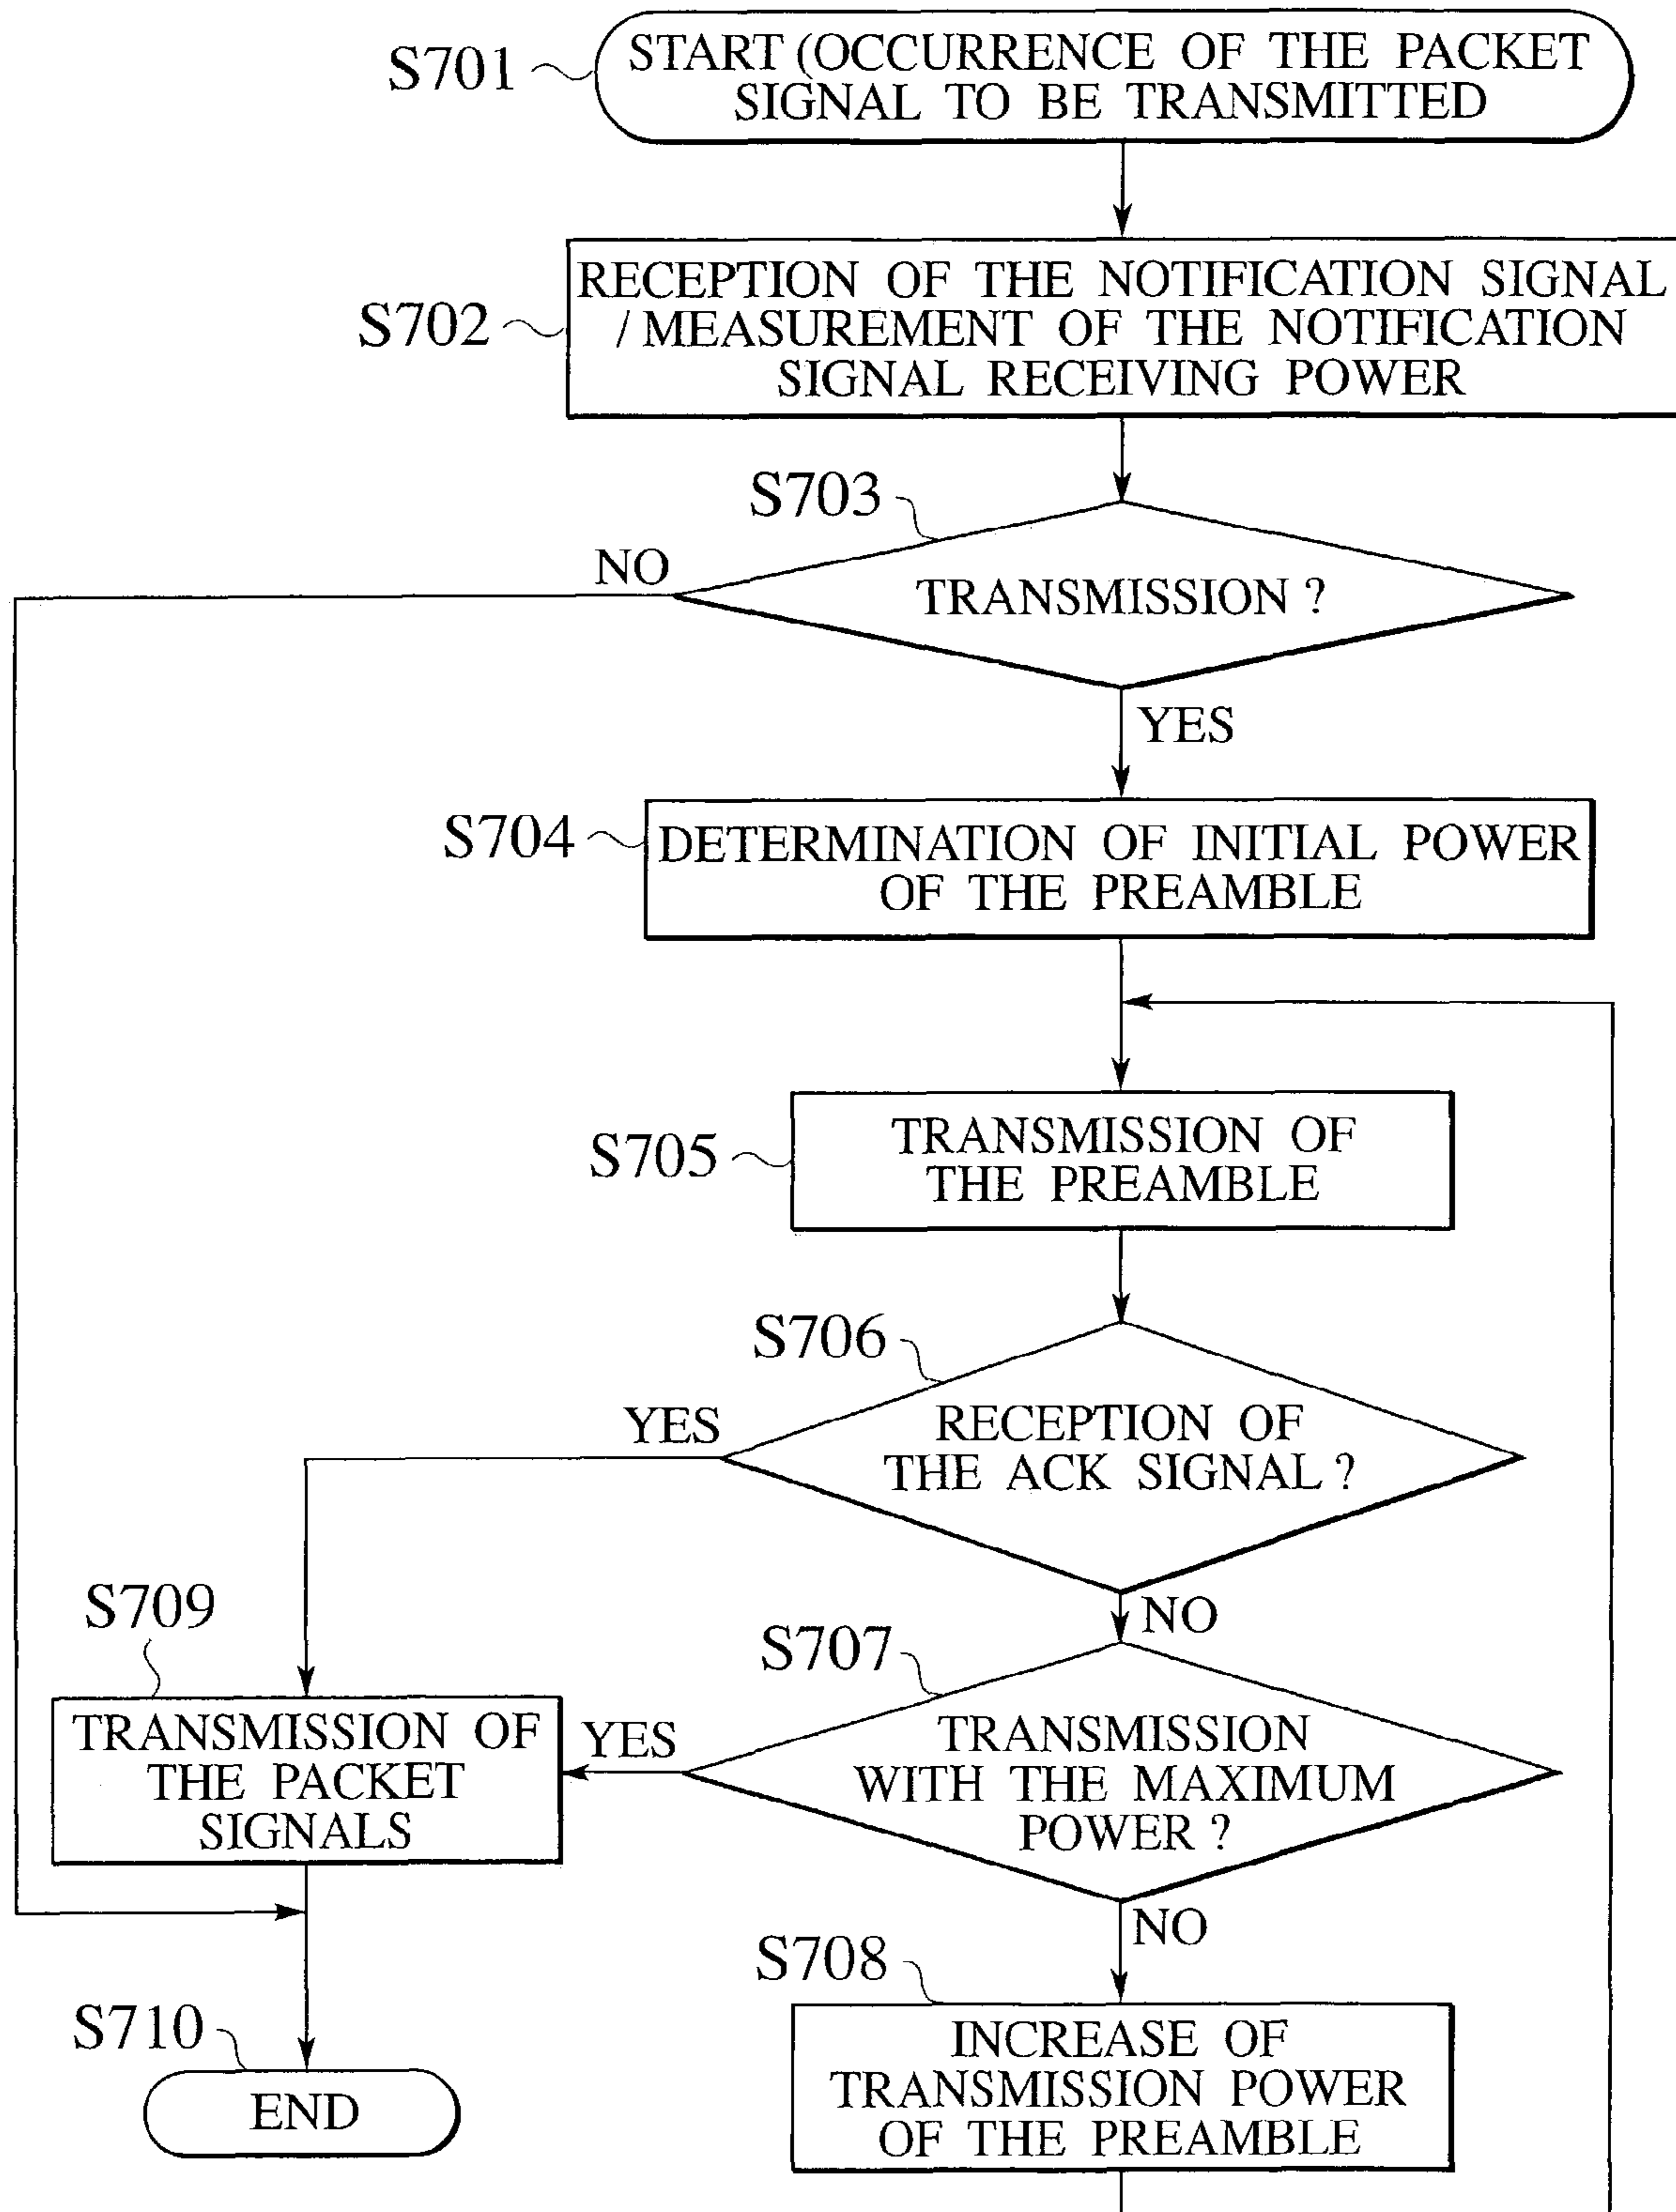 S701
START (OCCURRENCE OF THE PACKET
SIGNAL TO BE TRANSMITTED
S702
RECEPTION OF THE NOTIFICATION SIGNAL
/ MEASUREMENT OF THE NOTIFICATION
SIGNAL RECEIVING POWER
S703
NO
TRANSMISSION ?
YES
S704
DETERMINATION OF INITIAL POWER
OF THE PREAMBLE
S705
TRANSMISSION OF
THE PREAMBLE
S706
YES
RECEPTION OF
THE ACK SIGNAL ?
NO
S709
TRANSMISSION OF
THE PACKET
SIGNALS
S707
YES
TRANSMISSION
WITH THE MAXIMUM
POWER ?
NO
S708
INCREASE OF
TRANSMISSION POWER
OF THE PREAMBLE
S710
END